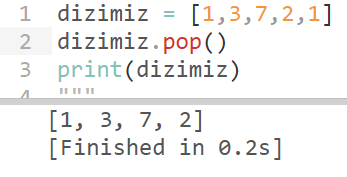 1 dizimiz = [1,3,7,2,1]
2 dizimiz.pop()
3 print(dizimiz)
4 """
[1, 3, 7, 2]
[Finished in 0.2s]